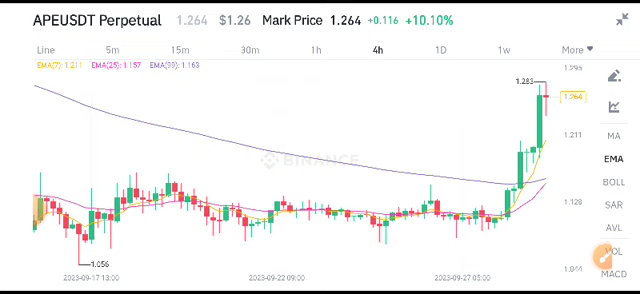 APEUSDT Perpetual 1.264 $1.26 Mark Price 1.264 +0.116 +10.10%
Line 5m 15m 30m 1h 4h 1D 1w More
EMA(7): 1.211 EMA(25): 1.157 EMA(99): 1.163
1.295
1.283
1.264
1.211
MA
BINANCE
EMA
BOLL
1.128
SAR
AVL
VOL
1.056
1.044
MACD
2023-09-17 13:00 2023-09-22 09:00 2023-09-27 05:00